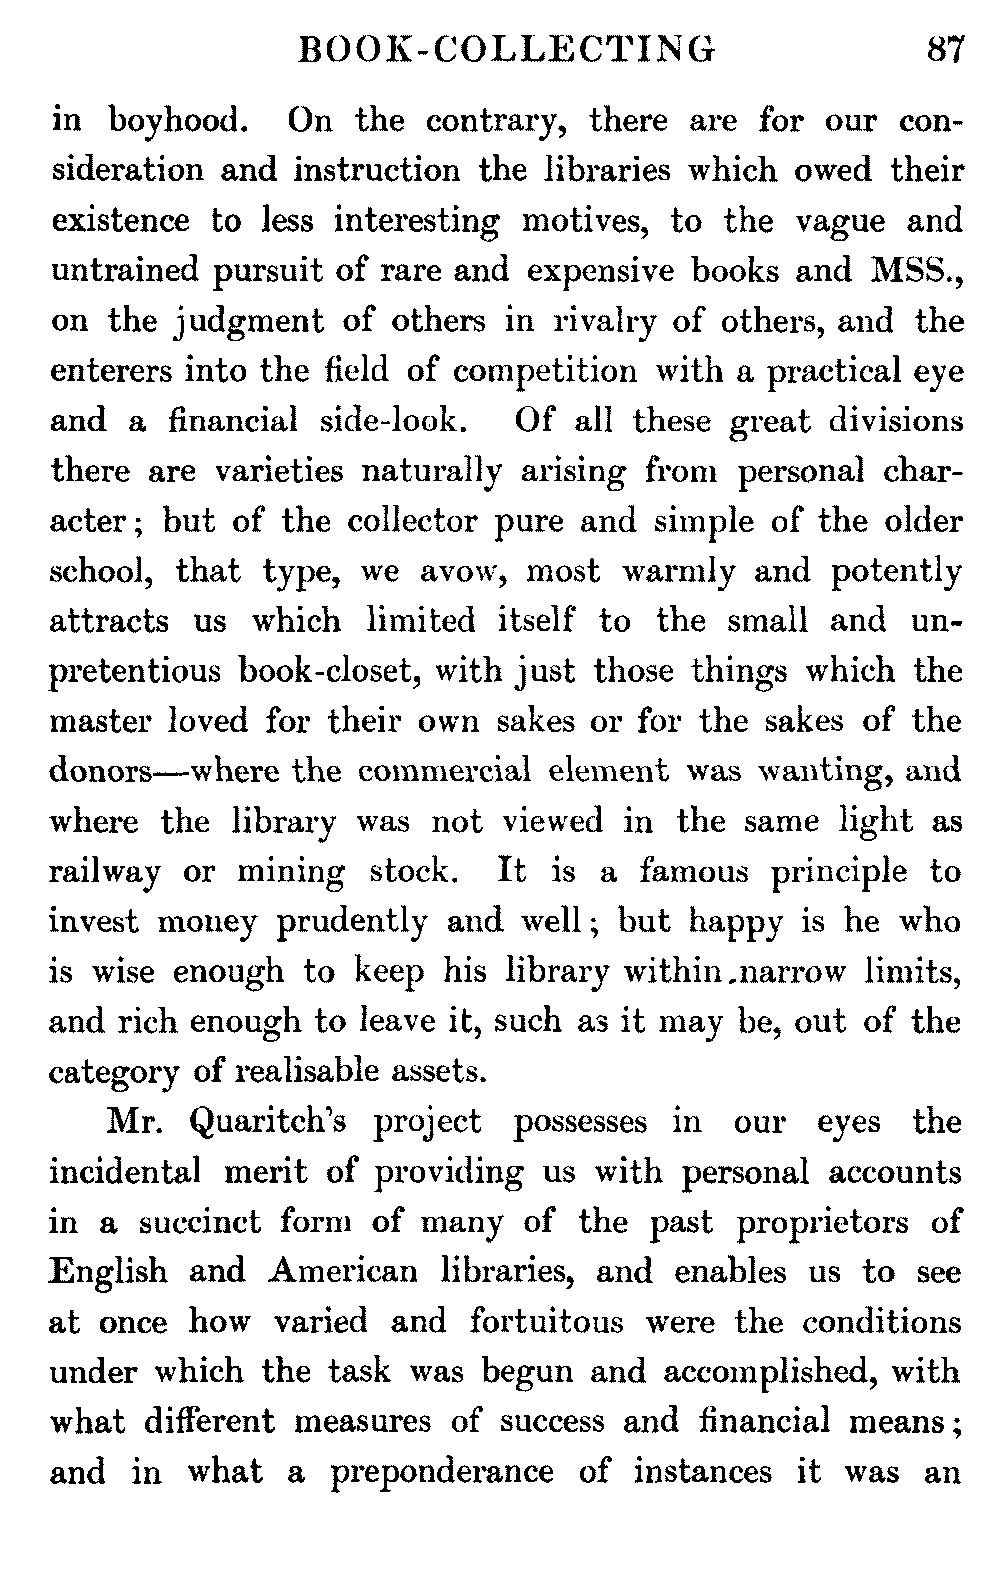 BOOK-COLLECTING 87
in boyhood. On the contrary, there are for our con-
sideration and instruction the libraries which owed their
existence to less interesting motives, to the vague and
untrained pursuit of rare and expensive books and MSS.,
on the judgment of others in rivalry of others, and the
enterers into the field of competition with a practical eye
and a financial side-look. Of all these great divisions
there are varieties naturally arising from personal char-
acter; but of the collector pure and simple of the older
school, that type, we avow, most warmly and potently
attracts us which limited itself to the small and un-
pretentious book-closet, with just those things which the
master loved for their own sakes or for the sakes of the
donors—where the commercial element was wanting, and
where the library was not viewed in the same light as
railway or mining stock. It is a famous principle to
invest money prudently and well; but happy is he who
is wise enough to keep his library within narrow limits,
and rich enough to leave it, such as it may be, out of the
category of realisable assets.
Mr. Quaritch's project possesses in our eyes the
incidental merit of providing us with personal accounts
in a succinct form of many of the past proprietors of
English and American libraries, and enables us to see
at once how varied and fortuitous were the conditions
under which the task was begun and accomplished, with
what different measures of success and financial means;
and in what a preponderance of instances it was an